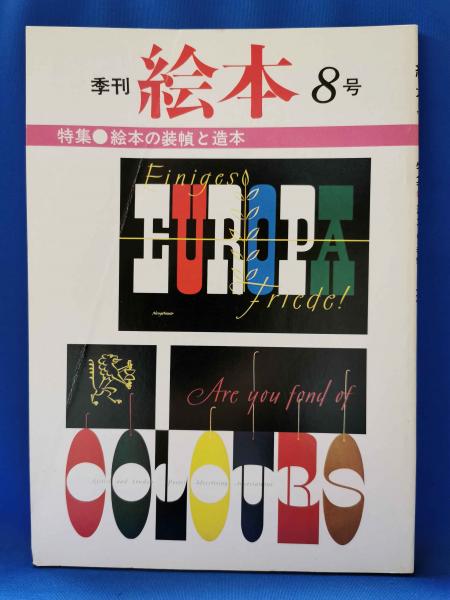 季刊 絵本 8号
特集●絵本の装幀と造本
Einiges
EUROPA
Friede!
Are you fond of
COLOURS